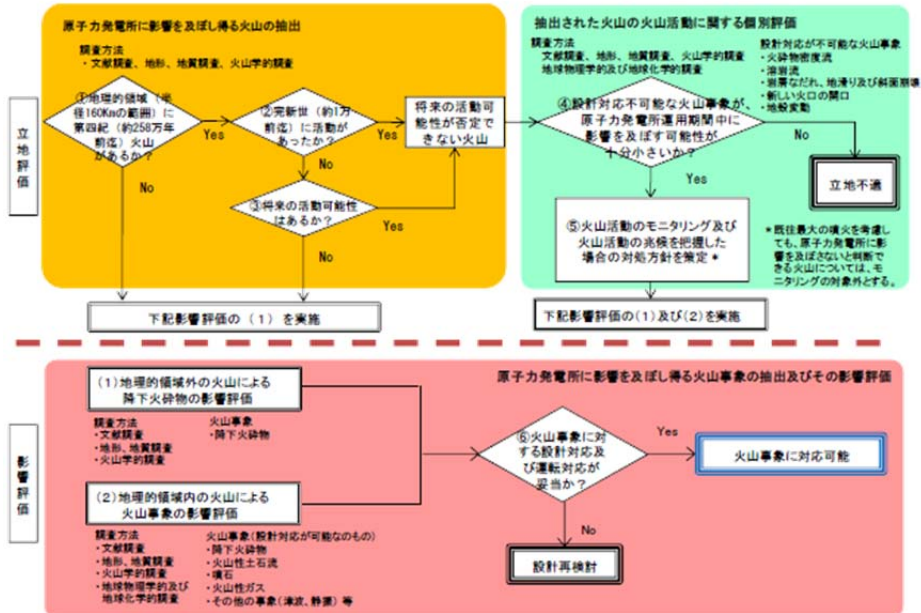 原子力発電所に影響を及ぼし得る火山の抽出
調査方法
・文献調査、地形、地質調査、火山学的調査
①地理的領域(半
径160Kmの範囲)に
第四紀(約258万年
前迄)火山
があるか?
Yes
No
②完新世(約1万
前迄)に活動が
あったか?
Yes
No
③将来の活動可能性
はあるか?
Yes
No
将来の活動可
能性が否定で
きない火山
立地評価
下記影響評価の(1)を実施
抽出された火山の火山活動に関する個別評価
調査方法
文献調査、地形、地質調査、火山学的調査
地球物理学的及び地球化学的調査
設計対応が不可能な火山事象
・火砕物密度流
・溶岩流
・岩屑なだれ、地滑り及び斜面崩壊
・新しい火口の開口
・地殻変動
④設計対応不可能な火山事象が、
原子力発電所運用期間中に
影響を及ぼす可能性が
十分小さいか?
No
Yes
立地不適
⑤火山活動のモニタリング及び
火山活動の兆候を把握した
場合の対処方針を策定*
*既往最大の噴火を考慮し
ても、原子力発電所に影
響を及ぼさないと判断で
きる火山については、モ
ニタリングの対象外とする。
下記影響評価の(1)及び(2)を実施
影響評価
原子力発電所に影響を及ぼし得る火山事象の抽出及びその影響評価
(1)地理的領域外の火山による
降下火砕物の影響評価
調査方法
・文献調査
・地形、地質調査
・火山学的調査
火山事象
・降下火砕物
(2)地理的領域内の火山による
火山事象の影響評価
調査方法
・文献調査
・地形、地質調査
・火山学的調査
・地球物理学的及び
地球化学的調査
火山事象(設計対応が可能なのもの)
・降下火砕物
・火山性土石流
・噴石
・火山性ガス
・その他の事象(津波、静振)等
⑥火山事象に対
する設計対応及
び運転対応が
妥当か?
Yes
No
火山事象に対応可能
設計再検討